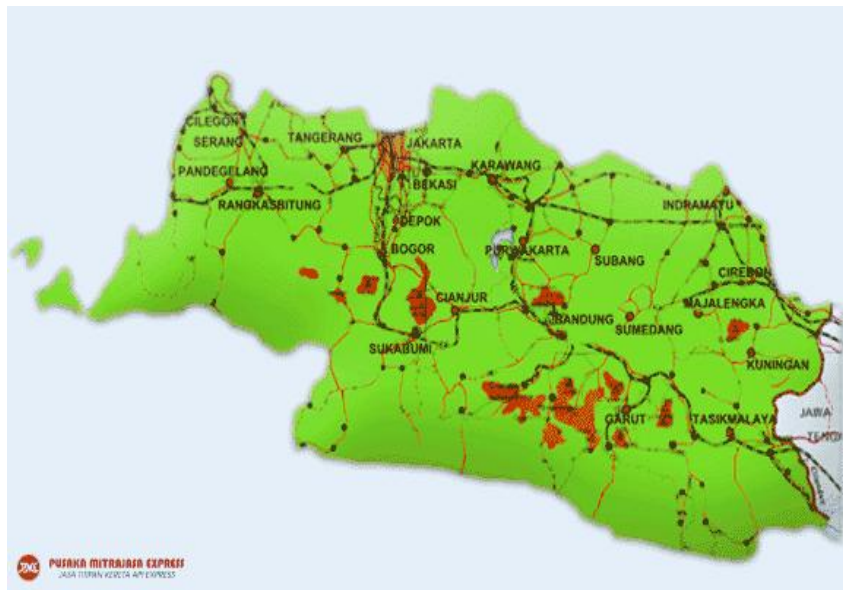 CILEGON
SERANG
TANGERANG
JAKARTA
PANDEGELANG
BEKASI
KARAWANG
RANGKASBITUNG
INDRAMAYU
DEPOK
BOGOR
PURWAKARTA
SUBANG
CIREBON
CIANJUR
MAJALENGKA
BANDUNG
SUMEDANG
SUKABUMI
KUNINGAN
GARUT
TASIKMALAYA
JAWA
TENG
PUSAKA MITRAJASA EXPRESS
JASA TITIPAN KERETA API EXPRESS